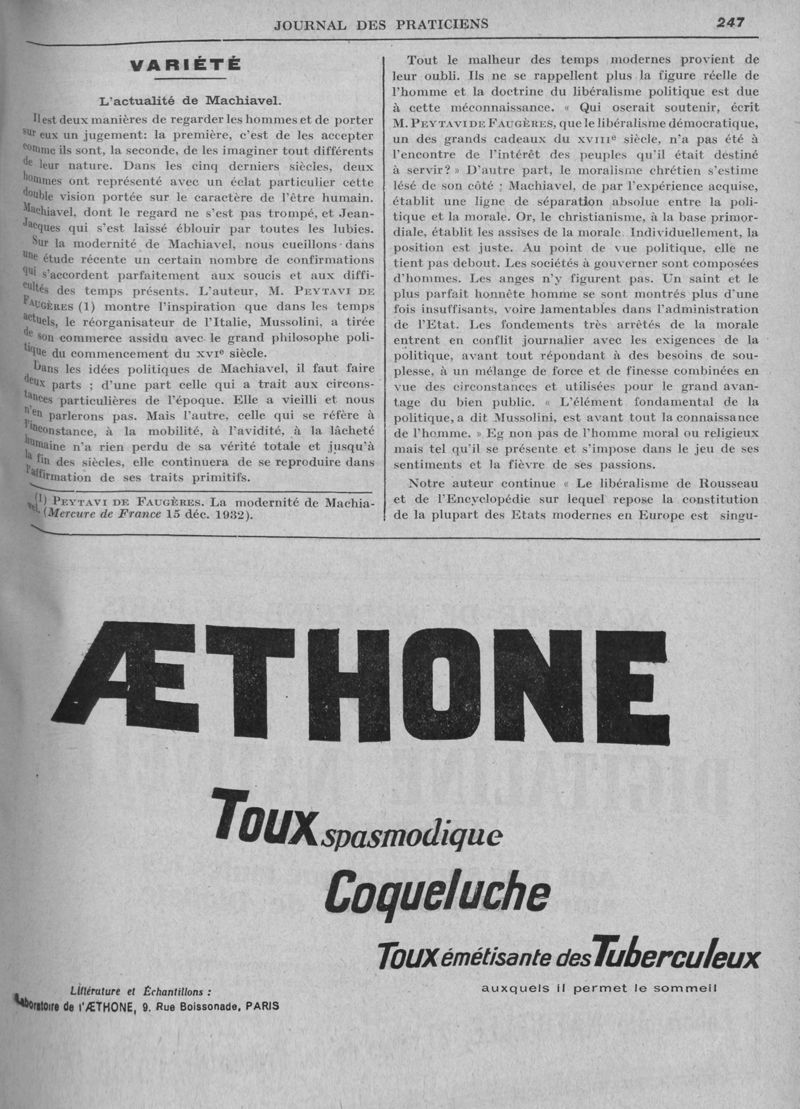 JOURNAL DES PRATICIENS 247
VARIÉTÉ
L'actualité de Machiavel.
Il est deux manières de regarder les hommes et de porter
sur eux un jugement: la première, c'est de les accepter
comme ils sont, la seconde, de les imaginer tout différents
de leur nature. Dans les cinq derniers siècles, deux
hommes ont représenté avec un éclat particulier cette
double vision portée sur le caractère de l'être humain.
Machiavel, dont le regard ne s'est pas trompé, et Jean-
Jacques qui s'est laissé éblouir par toutes les lubies.
Sur la modernité de Machiavel, nous cueillons dans
une étude récente un certain nombre de confirmations
qui s'accordent parfaitement aux soucis et aux diffi-
cultés des temps présents. L'auteur, M. PEYTAVI DE
FAUGÈRES (1) montre l'inspiration que dans les temps
actuels, le réorganisateur de l'Italie, Mussolini, a tirée
de son commerce assidu avec le grand philosophe poli-
tique du commencement du XVIe siècle.
Dans les idées politiques de Machiavel, il faut faire
deux parts ; d'une part celle qui a trait aux circons-
tances particulières de l'époque. Elle a vieilli et nous
n'en parlerons pas. Mais l'autre, celle qui se réfère à
l'inconstance, à la mobilité, à l'avidité, à la lâcheté
humaine n'a rien perdu de sa vérité totale et jusqu'à
la fin des siècles, elle continuera de se reproduire dans
l'affirmation de ses traits primitifs.
(1) PEYTAVI DE FAUGÈRES. La modernité de Machia-
vel. (Mercure de France 15 déc. 1932).
Tout le malheur des temps modernes provient de
leur oubli. Ils ne se rappellent plus la figure réelle de
l'homme et la doctrine du libéralisme politique est due
à cette méconnaissance. « Qui oserait soutenir, écrit
M. PEYTAVI DE FAUGÈRES, que le libéralisme démocratique,
un des grands cadeaux du XVIIIe siècle, n'a pas été à
l'encontre de l'intérêt des peuples qu'il était destiné
à servir? » D'autre part, le moralisme chrétien s'estime
lésé de son côté ; Machiavel, de par l'expérience acquise,
établit une ligne de séparation absolue entre la poli-
tique et la morale. Or, le christianisme, à la base primor-
diale, établit les assises de la morale. Individuellement, la
position est juste. Au point de vue politique, elle ne
tient pas debout. Les sociétés à gouverner sont composées
d'hommes. Les anges n'y figurent pas. Un saint et le
plus parfait honnête homme se sont montrés plus d'une
fois insuffisants, voire lamentables dans l'administration
de l'Etat. Les fondements très arrêtés de la morale
entrent en conflit journalier avec les exigences de la
politique, avant tout répondant à des besoins de sou-
plesse, à un mélange de force et de finesse combinées en
vue des circonstances et utilisées pour le grand avan-
tage du bien public. « L'élément fondamental de la
politique, a dit Mussolini, est avant tout la connaissance
de l'homme. » Eg non pas de l'homme moral ou religieux
mais tel qu'il se présente et s'impose dans le jeu de ses
sentiments et la fièvre de ses passions.
Notre auteur continue « Le libéralisme de Rousseau
et de l'Encyclopédie sur lequel repose la constitution
de la plupart des Etats modernes en Europe est singu-
ÆTHONE
Toux spasmodique
Coqueluche
Toux émétisante des Tuberculeux
auxquels il permet le sommeil
Littérature et Échantillons :
Laboratoire de l'ÆTHONE, 9, Rue Boissonade, PARIS